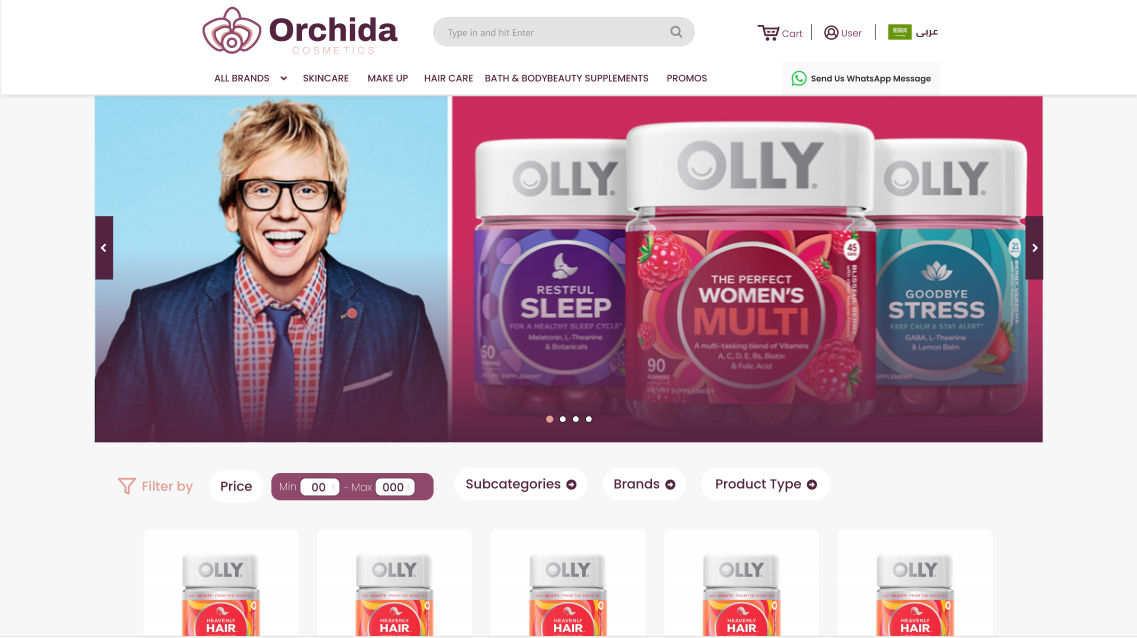 Orchida
COSMETICS
Type in and hit Enter
Cart
User
عربى
ALL BRANDS
SKINCARE
MAKE UP
HAIR CARE
BATH & BODYBEAUTY SUPPLEMENTS
PROMOS
Send Us WhatsApp Message
OLLY.
RESTFUL
SLEEP
FOR A HEALTHY SLEEP CYCLE*
Melatonin, L-Theanine
& Botanicals
50
OLLY.
45
THE PERFECT
WOMEN'S
MULTI
A multi-tasking blend of Vitamins
A, C, D, E, Bs, Biotin
& Folic Acid
90
OLLY.
21
GOODBYE
STRESS
KEEP CALM & STAY ALERT*
GABA, L-Theanine
& Lemon Balm
Filter by
Price
Min 00 - Max 000
Subcategories
Brands
Product Type
OLLY.
HEAVENLY
HAIR
OLLY.
HEAVENLY
HAIR
OLLY.
HEAVENLY
HAIR
OLLY.
HEAVENLY
HAIR
OLLY.
HEAVENLY
HAIR